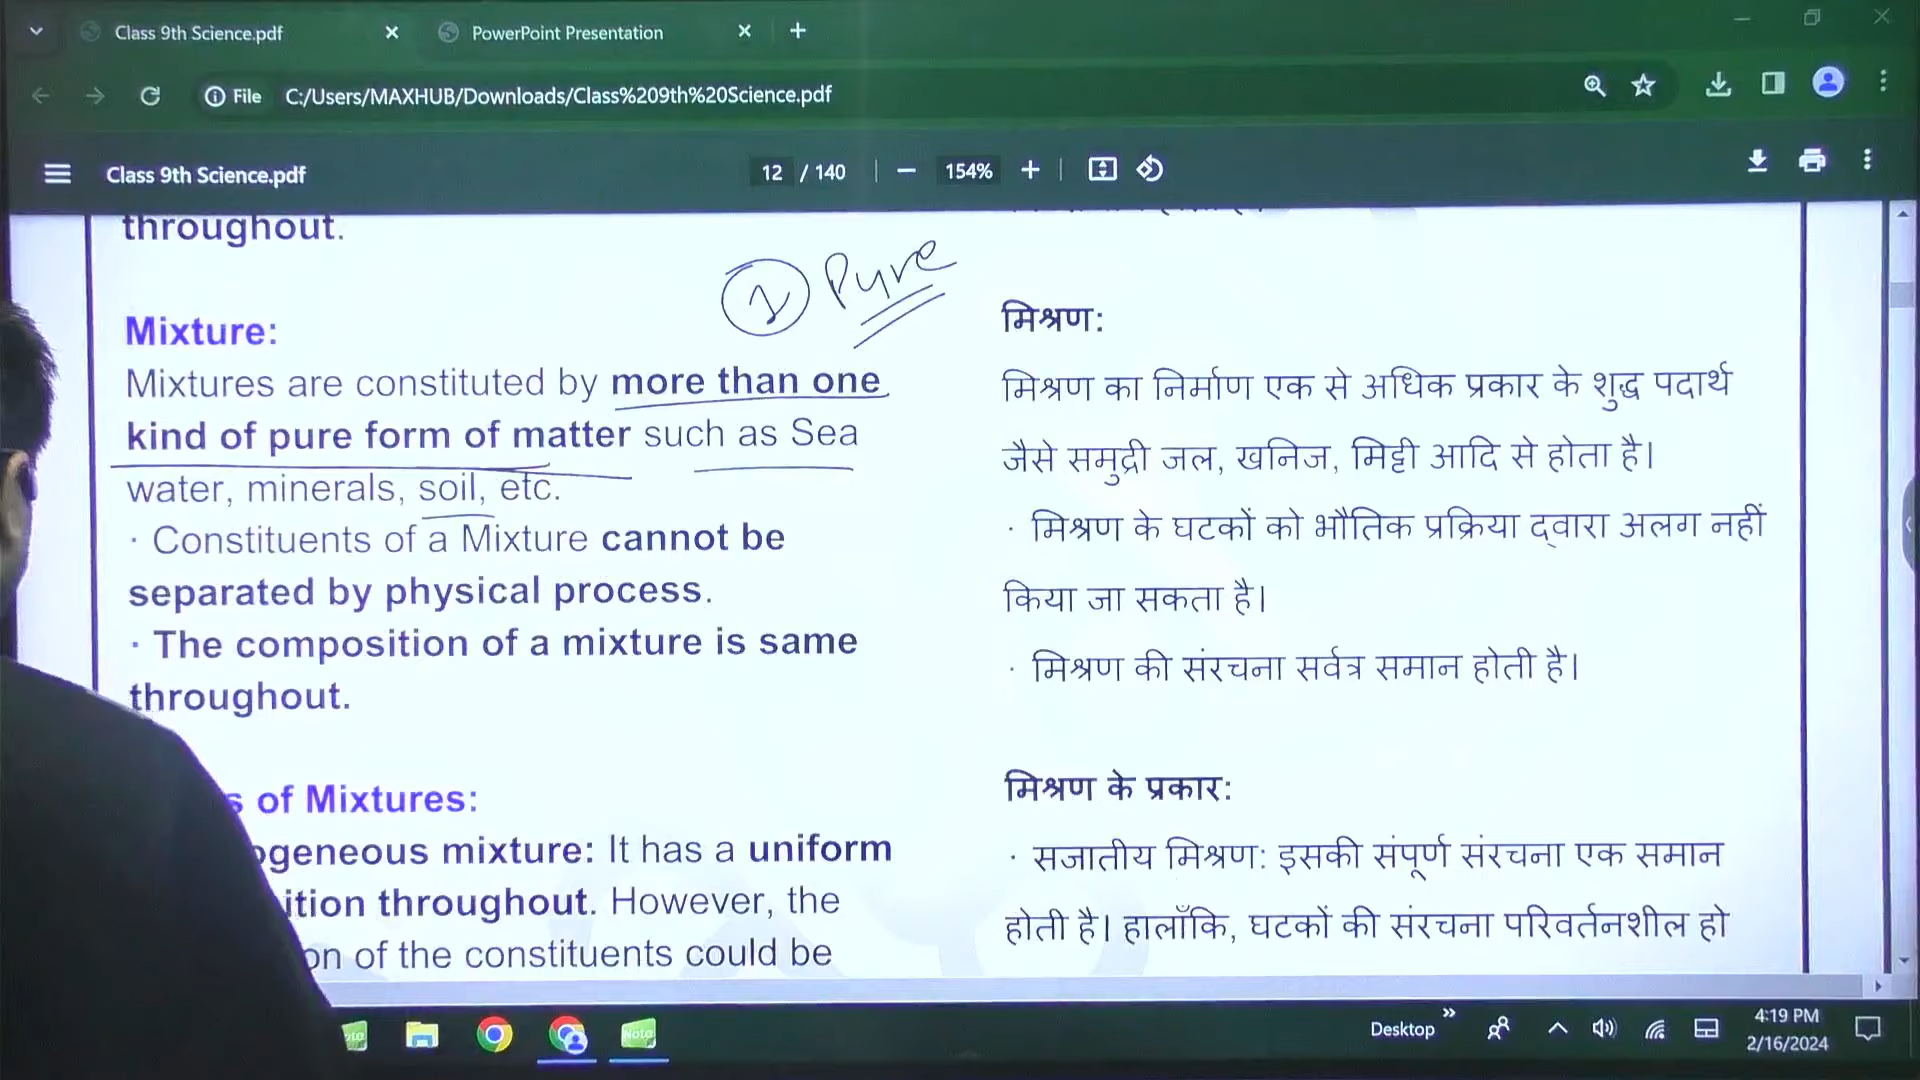 Class 9th Science.pdf
PowerPoint Presentation
File C:/Users/MAXHUB/Downloads/Class%209th%20Science.pdf
Class 9th Science.pdf
12 / 140
154%
throughout.
1 Pure
Mixture:
Mixtures are constituted by more than one
kind of pure form of matter such as Sea
water, minerals, soil, etc.
· Constituents of a Mixture cannot be
separated by physical process.
· The composition of a mixture is same
throughout.
of Mixtures:
mixture: It has a uniform
throughout. However, the
of the constituents could be
मिश्रण:
मिश्रण का निर्माण एक से अधिक प्रकार के शुद्ध पदार्थ
जैसे समुद्री जल, खनिज, मिट्टी आदि से होता है।
· मिश्रण के घटकों को भौतिक प्रक्रिया द्वारा अलग नहीं
किया जा सकता है।
· मिश्रण की संरचना सर्वत्र समान होती है।
मिश्रण के प्रकार:
· सजातीय मिश्रण: इसकी संपूर्ण संरचना एक समान
होती है। हालाँकि, घटकों की संरचना परिवर्तनशील हो
Note
Desktop
4:19 PM
2/16/2024